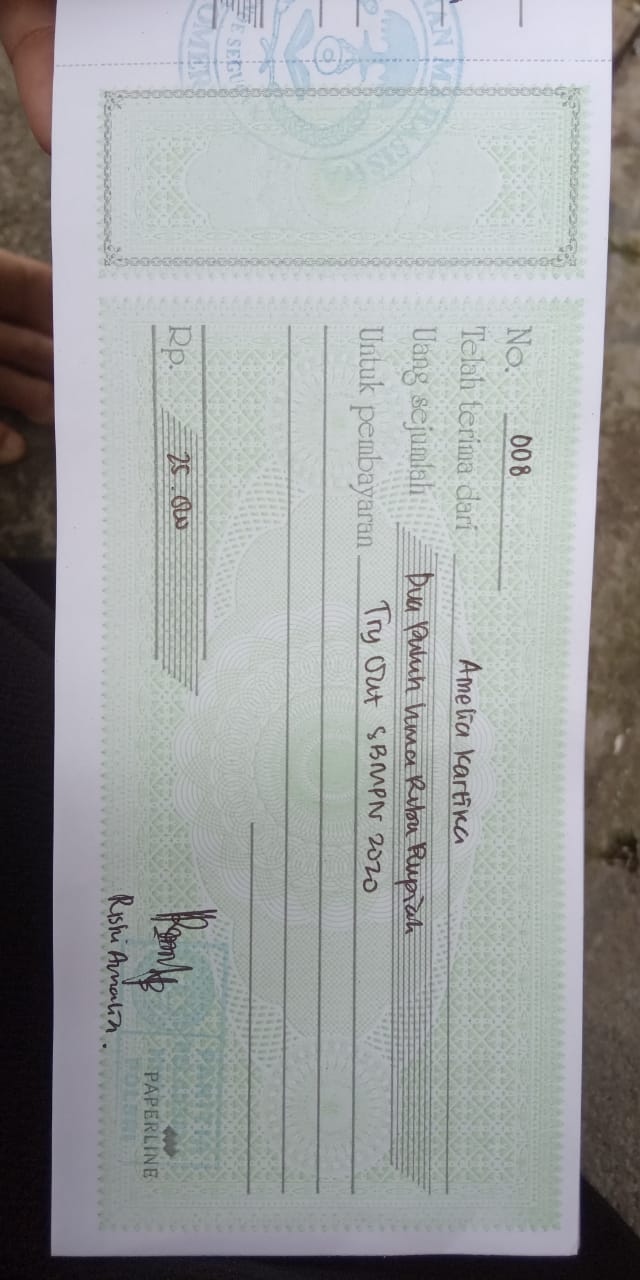 No. 008
Telah terima dari Amelia Kartika
Uang sejumlah Dua Puluh Lima Ribu Rupiah
Untuk pembayaran Try Out SBMPN 2020
Rp. 25.000
Rishi Amalia.
PAPERLINE